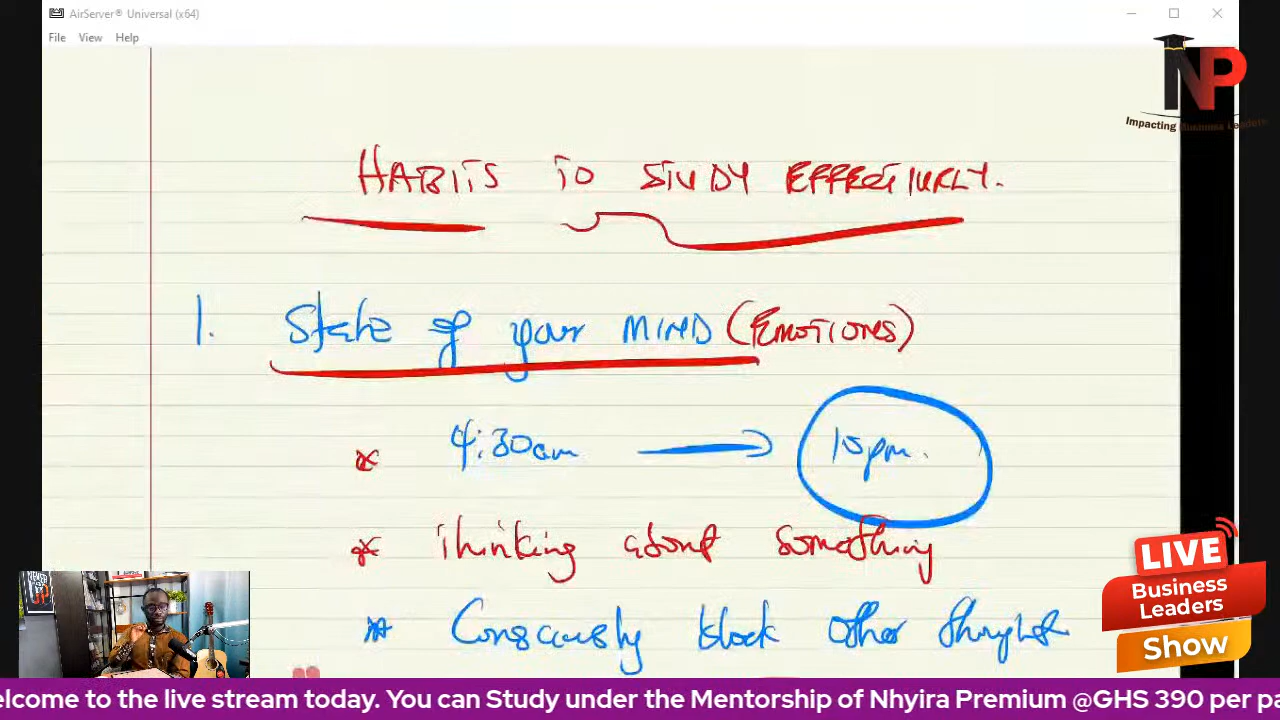 AirServer® Universal (x64)
File View Help
NP
Impacting Business Leaders
HABITS TO STUDY EFFECTIVELY.
1. State of your MIND (EMOTIONES)
* 4:30am → 10pm.
* Thinking about something
* Consciously block other thoughts
LIVE
Business
Leaders
Show
elcome to the live stream today. You can Study under the Mentorship of Nhyira Premium @GHS 390 per pa